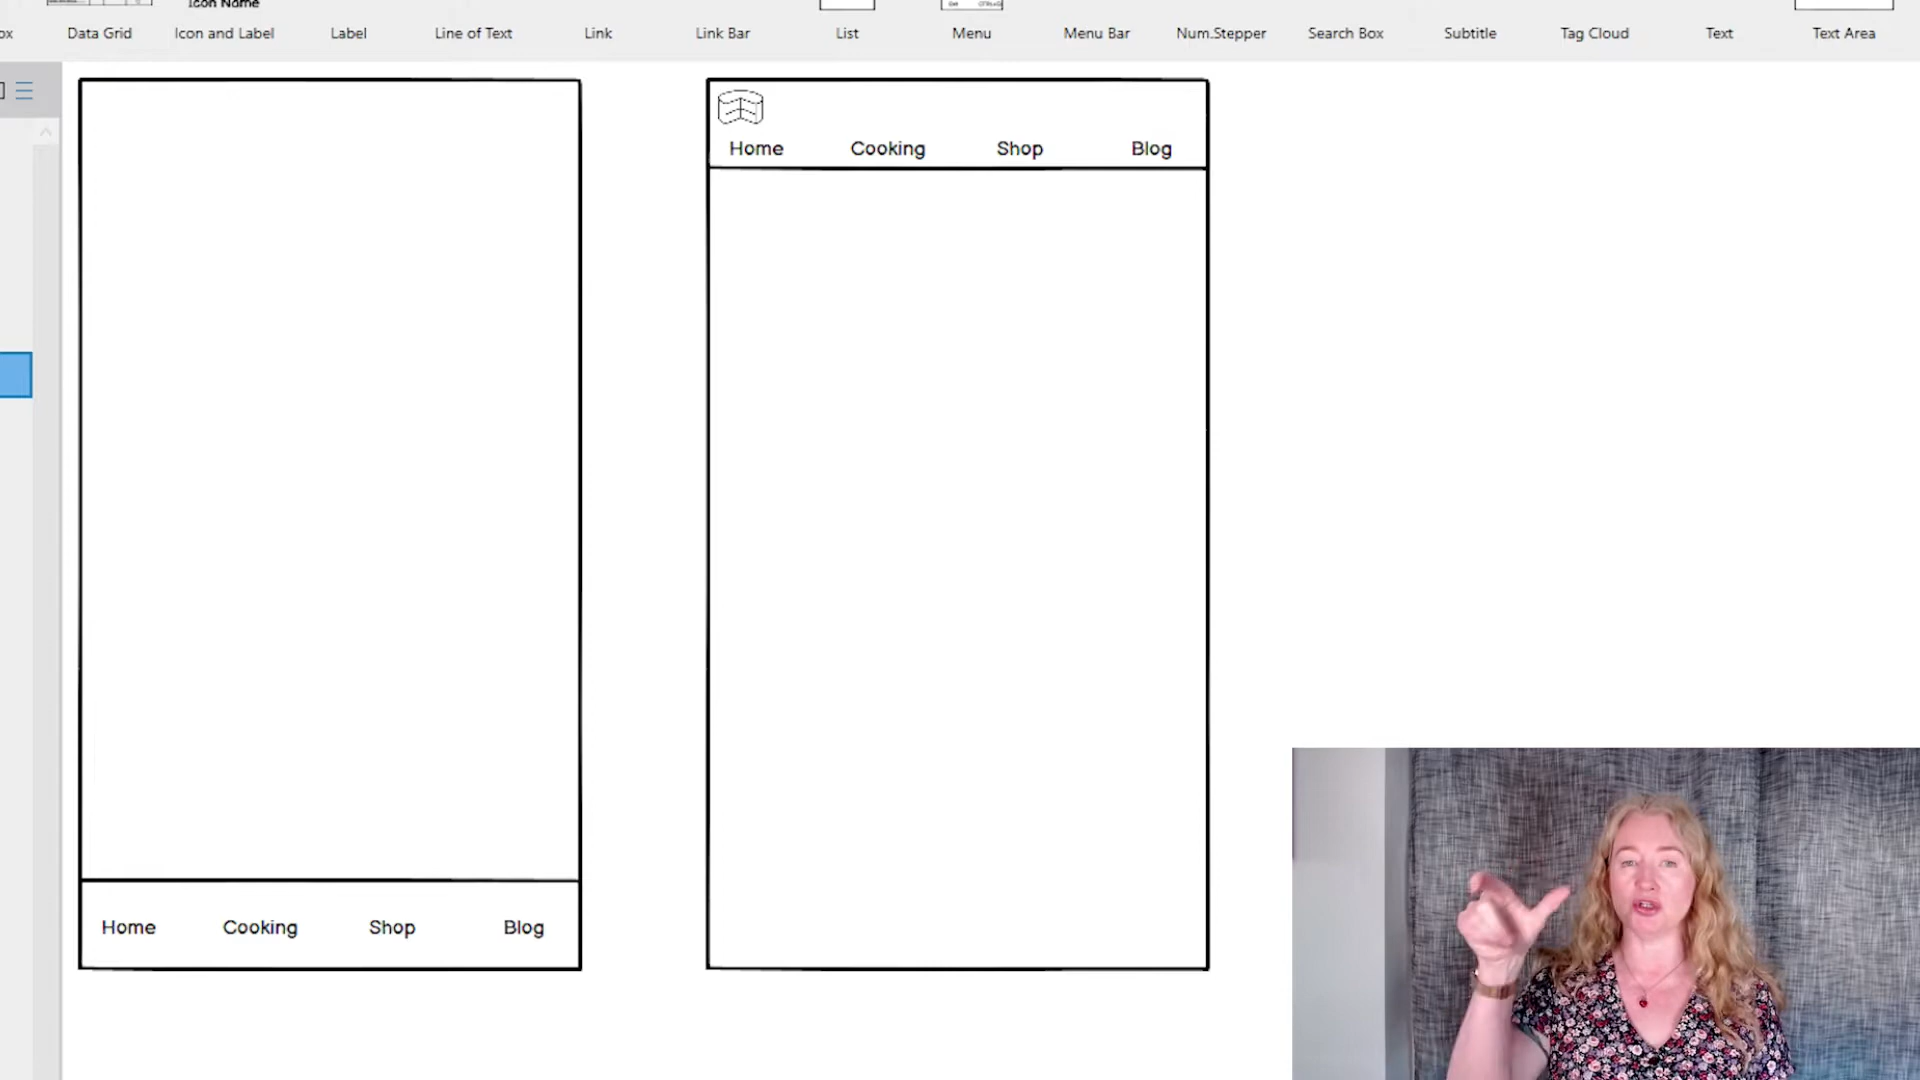 Icon Name
Data Grid Icon and Label Label Line of Text Link Link Bar List Menu Menu Bar Num.Stepper Search Box Subtitle Tag Cloud Text Text Area
Home Cooking Shop Blog
Home Cooking Shop Blog